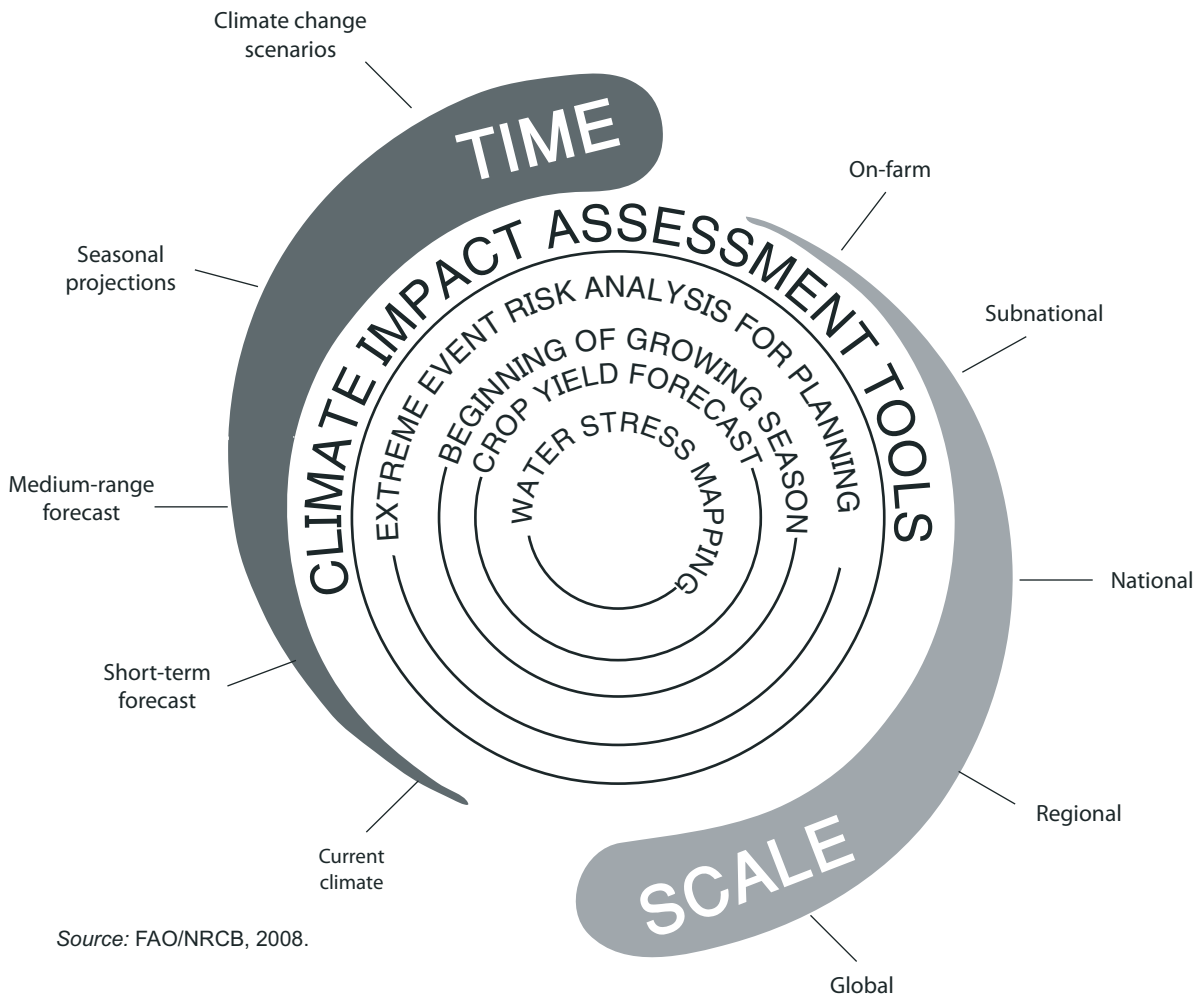 Climate change
scenarios
TIME
On-farm
Seasonal
projections
Subnational
CLIMATE IMPACT ASSESSMENT TOOLS
EXTREME EVENT RISK ANALYSIS FOR PLANNING
BEGINNING OF GROWING SEASON
CROP YIELD FORECAST
WATER STRESS MAPPING
Medium-range
forecast
National
Short-term
forecast
Regional
Current
climate
SCALE
Source: FAO/NRCB, 2008.
Global